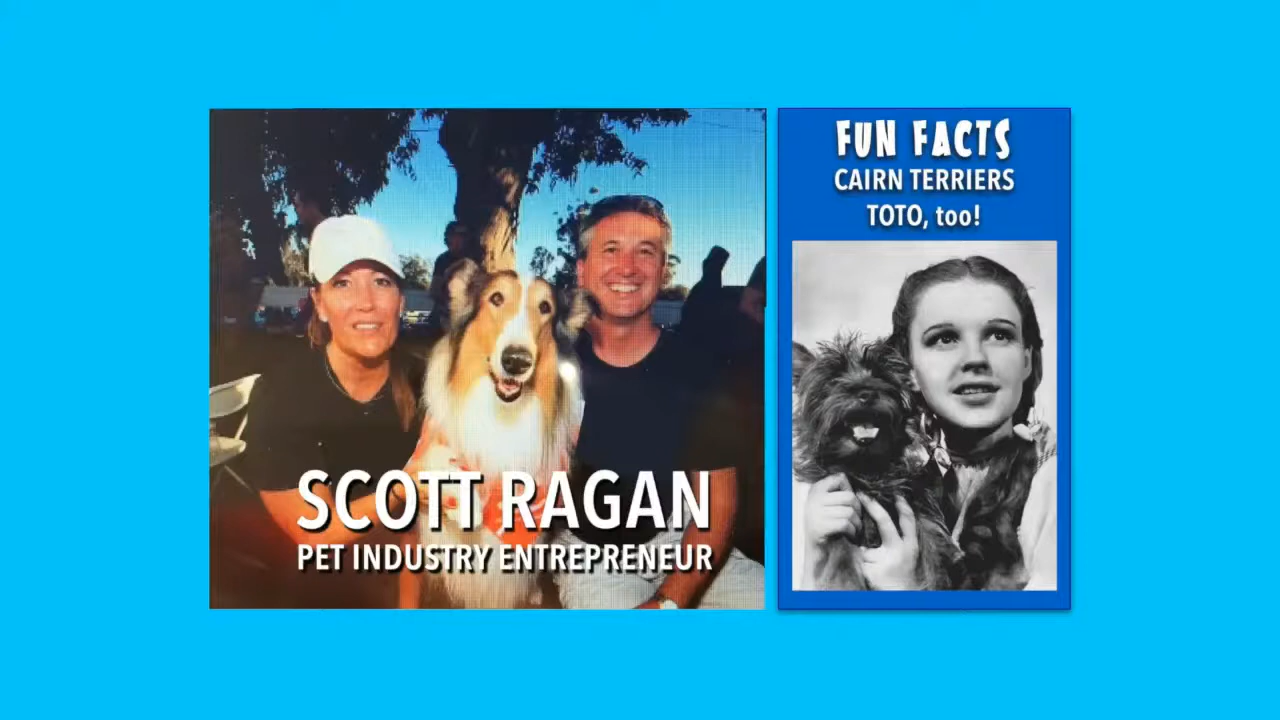 SCOTT RAGAN
PET INDUSTRY ENTREPRENEUR
FUN FACTS
CAIRN TERRIERS
TOTO, too!